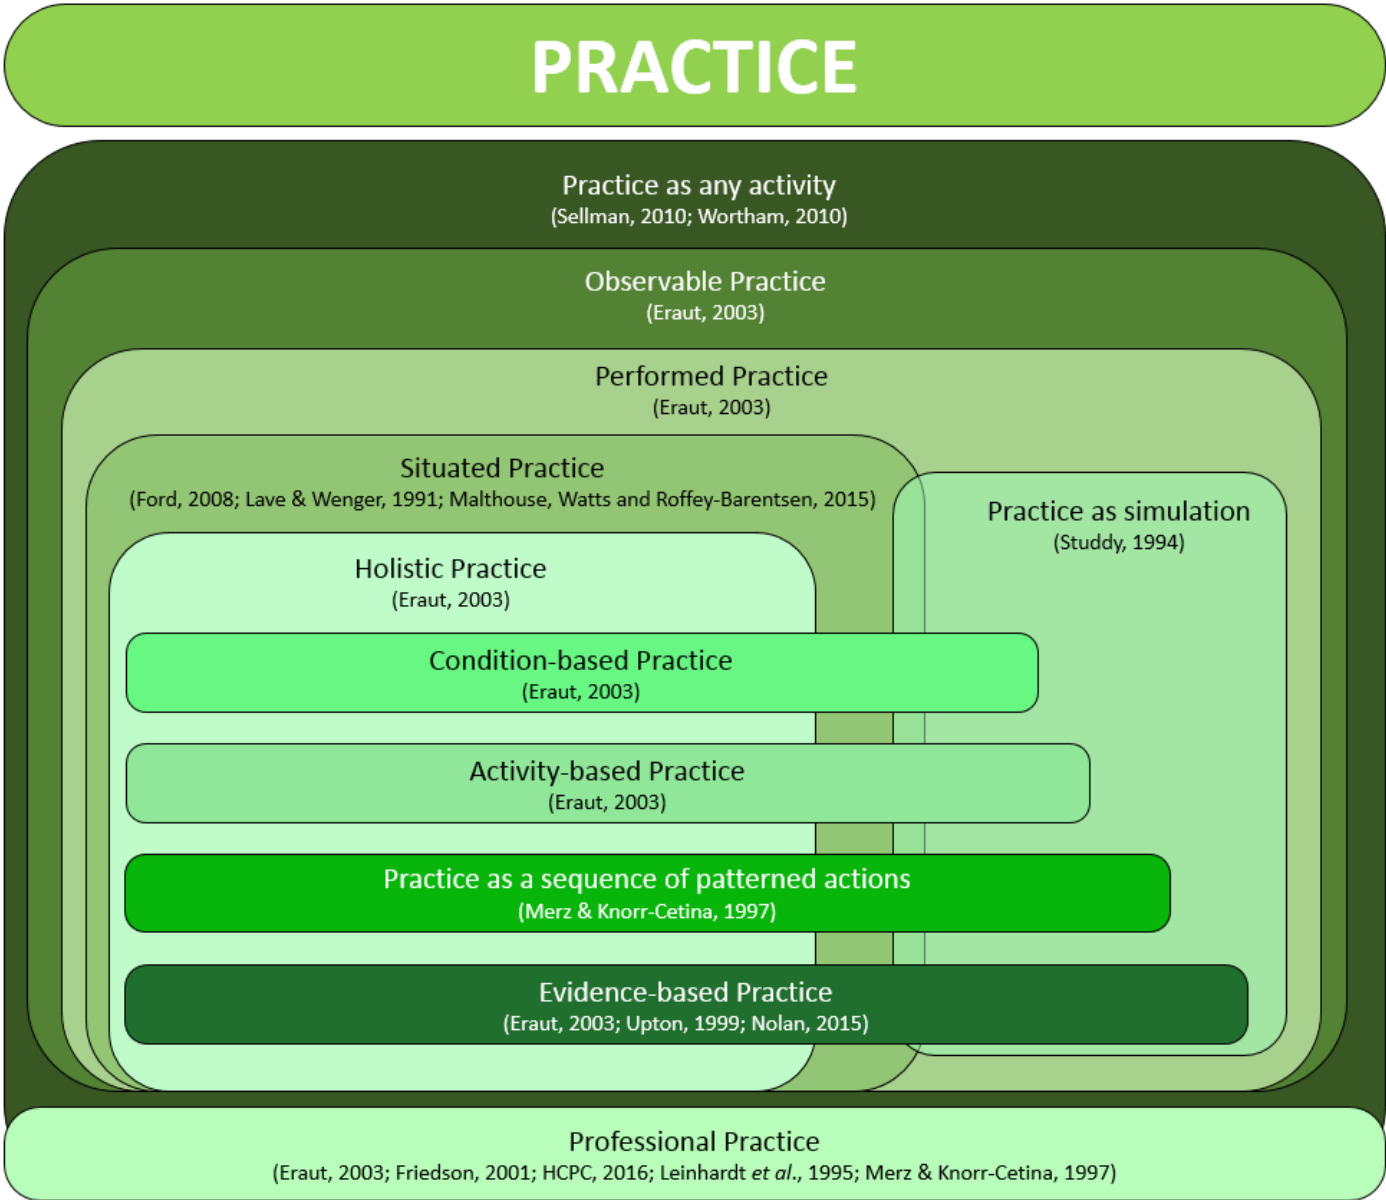 PRACTICE
Practice as any activity
(Sellman, 2010; Wortham, 2010)
Observable Practice
(Eraut, 2003)
Performed Practice
(Eraut, 2003)
Situated Practice
(Ford, 2008; Lave & Wenger, 1991; Malthouse, Watts and Roffey-Barentsen, 2015)
Practice as simulation
(Studdy, 1994)
Holistic Practice
(Eraut, 2003)
Condition-based Practice
(Eraut, 2003)
Activity-based Practice
(Eraut, 2003)
Practice as a sequence of patterned actions
(Merz & Knorr-Cetina, 1997)
Evidence-based Practice
(Eraut, 2003; Upton, 1999; Nolan, 2015)
Professional Practice
(Eraut, 2003; Friedson, 2001; HCPC, 2016; Leinhardt et al., 1995; Merz & Knorr-Cetina, 1997)